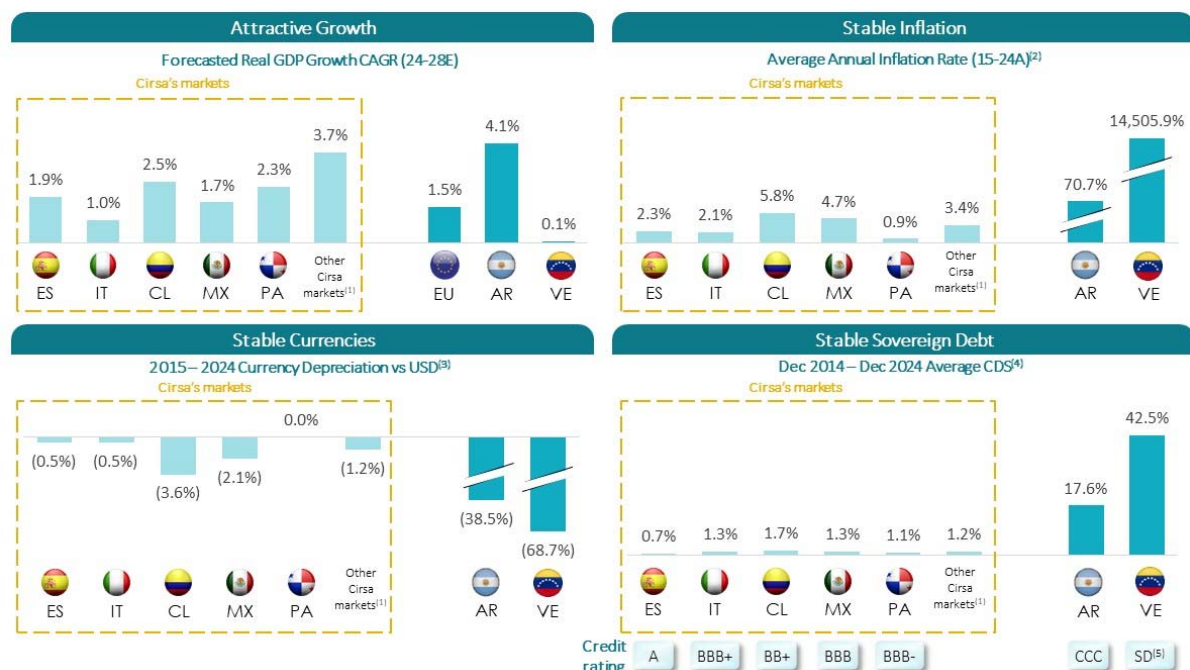 Attractive Growth
Forecasted Real GDP Growth CAGR (24-28E)
Cirsa's markets
1.9%
1.0%
2.5%
1.7%
2.3%
3.7%
1.5%
4.1%
0.1%
ES
IT
CL
MX
PA
Other
Cirsa
markets(1)
EU
AR
VE
Stable Inflation
Average Annual Inflation Rate (15-24A)(2)
Cirsa's markets
2.3%
2.1%
5.8%
4.7%
0.9%
3.4%
70.7%
14,505.9%
ES
IT
CL
MX
PA
Other
Cirsa
markets(1)
AR
VE
Stable Currencies
2015 – 2024 Currency Depreciation vs USD(3)
Cirsa's markets
(0.5%)
(0.5%)
(3.6%)
(2.1%)
0.0%
(1.2%)
(38.5%)
(68.7%)
ES
IT
CL
MX
PA
Other
Cirsa
markets(1)
AR
VE
Stable Sovereign Debt
Dec 2014 – Dec 2024 Average CDS(4)
Cirsa's markets
0.7%
1.3%
1.7%
1.3%
1.1%
1.2%
17.6%
42.5%
ES
IT
CL
MX
PA
Other
Cirsa
markets(1)
AR
VE
Credit
rating
A
BBB+
BB+
BBB
BBB-
CCC
SD(5)